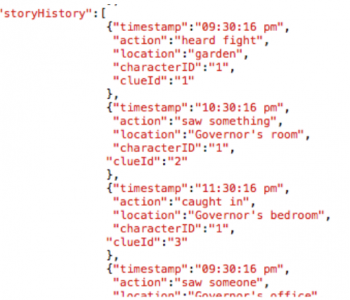 "storyHistory":[
{"timestamp":"09:30:16 pm",
"action":"heard fight",
"location":"garden",
"characterID":"1",
"clueId":"1"
},
{"timestamp":"10:30:16 pm",
"action":"saw something",
"location":"Governor's room",
"characterID":"1",
"clueId":"2"
},
{"timestamp":"11:30:16 pm",
"action":"caught in",
"location":"Governor's bedroom",
"characterID":"1",
"clueId":"3"
},
{"timestamp":"09:30:16 pm",
"action":"saw someone",
"location":"Governor's office"